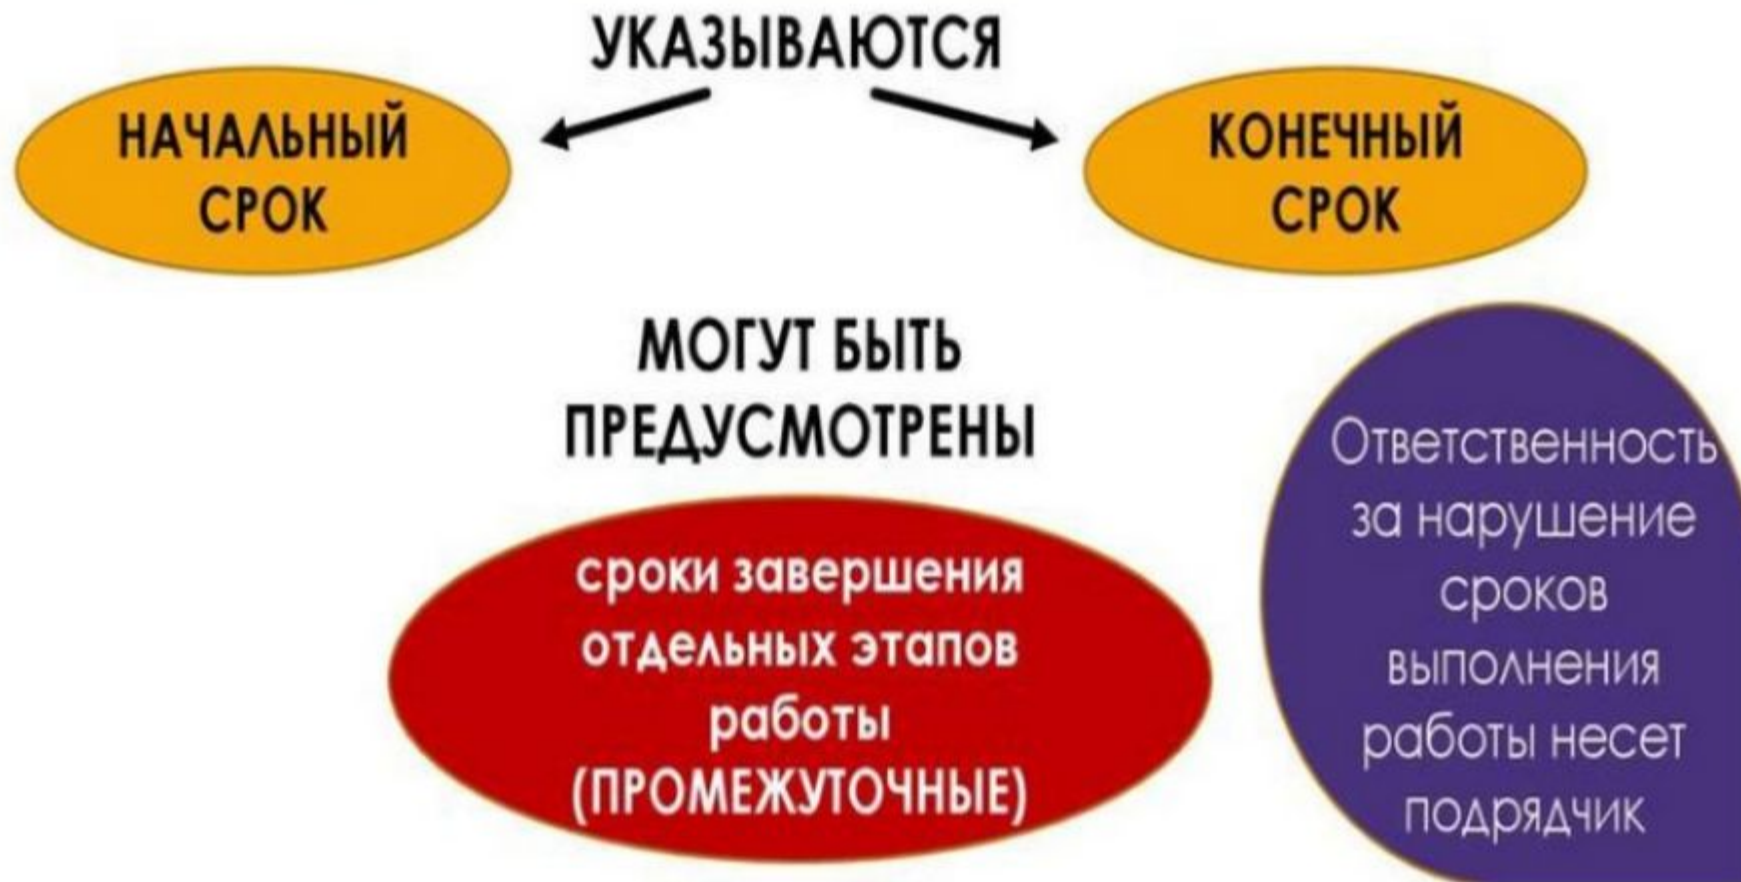 УКАЗЫВАЮТСЯ
НАЧАЛЬНЫЙ
СРОК
КОНЕЧНЫЙ
СРОК
МОГУТ БЫТЬ
ПРЕДУСМОТРЕНЫ
сроки завершения
отдельных этапов
работы
(ПРОМЕЖУТОЧНЫЕ)
Ответственность
за нарушение
сроков
выполнения
работы несет
подрядчик